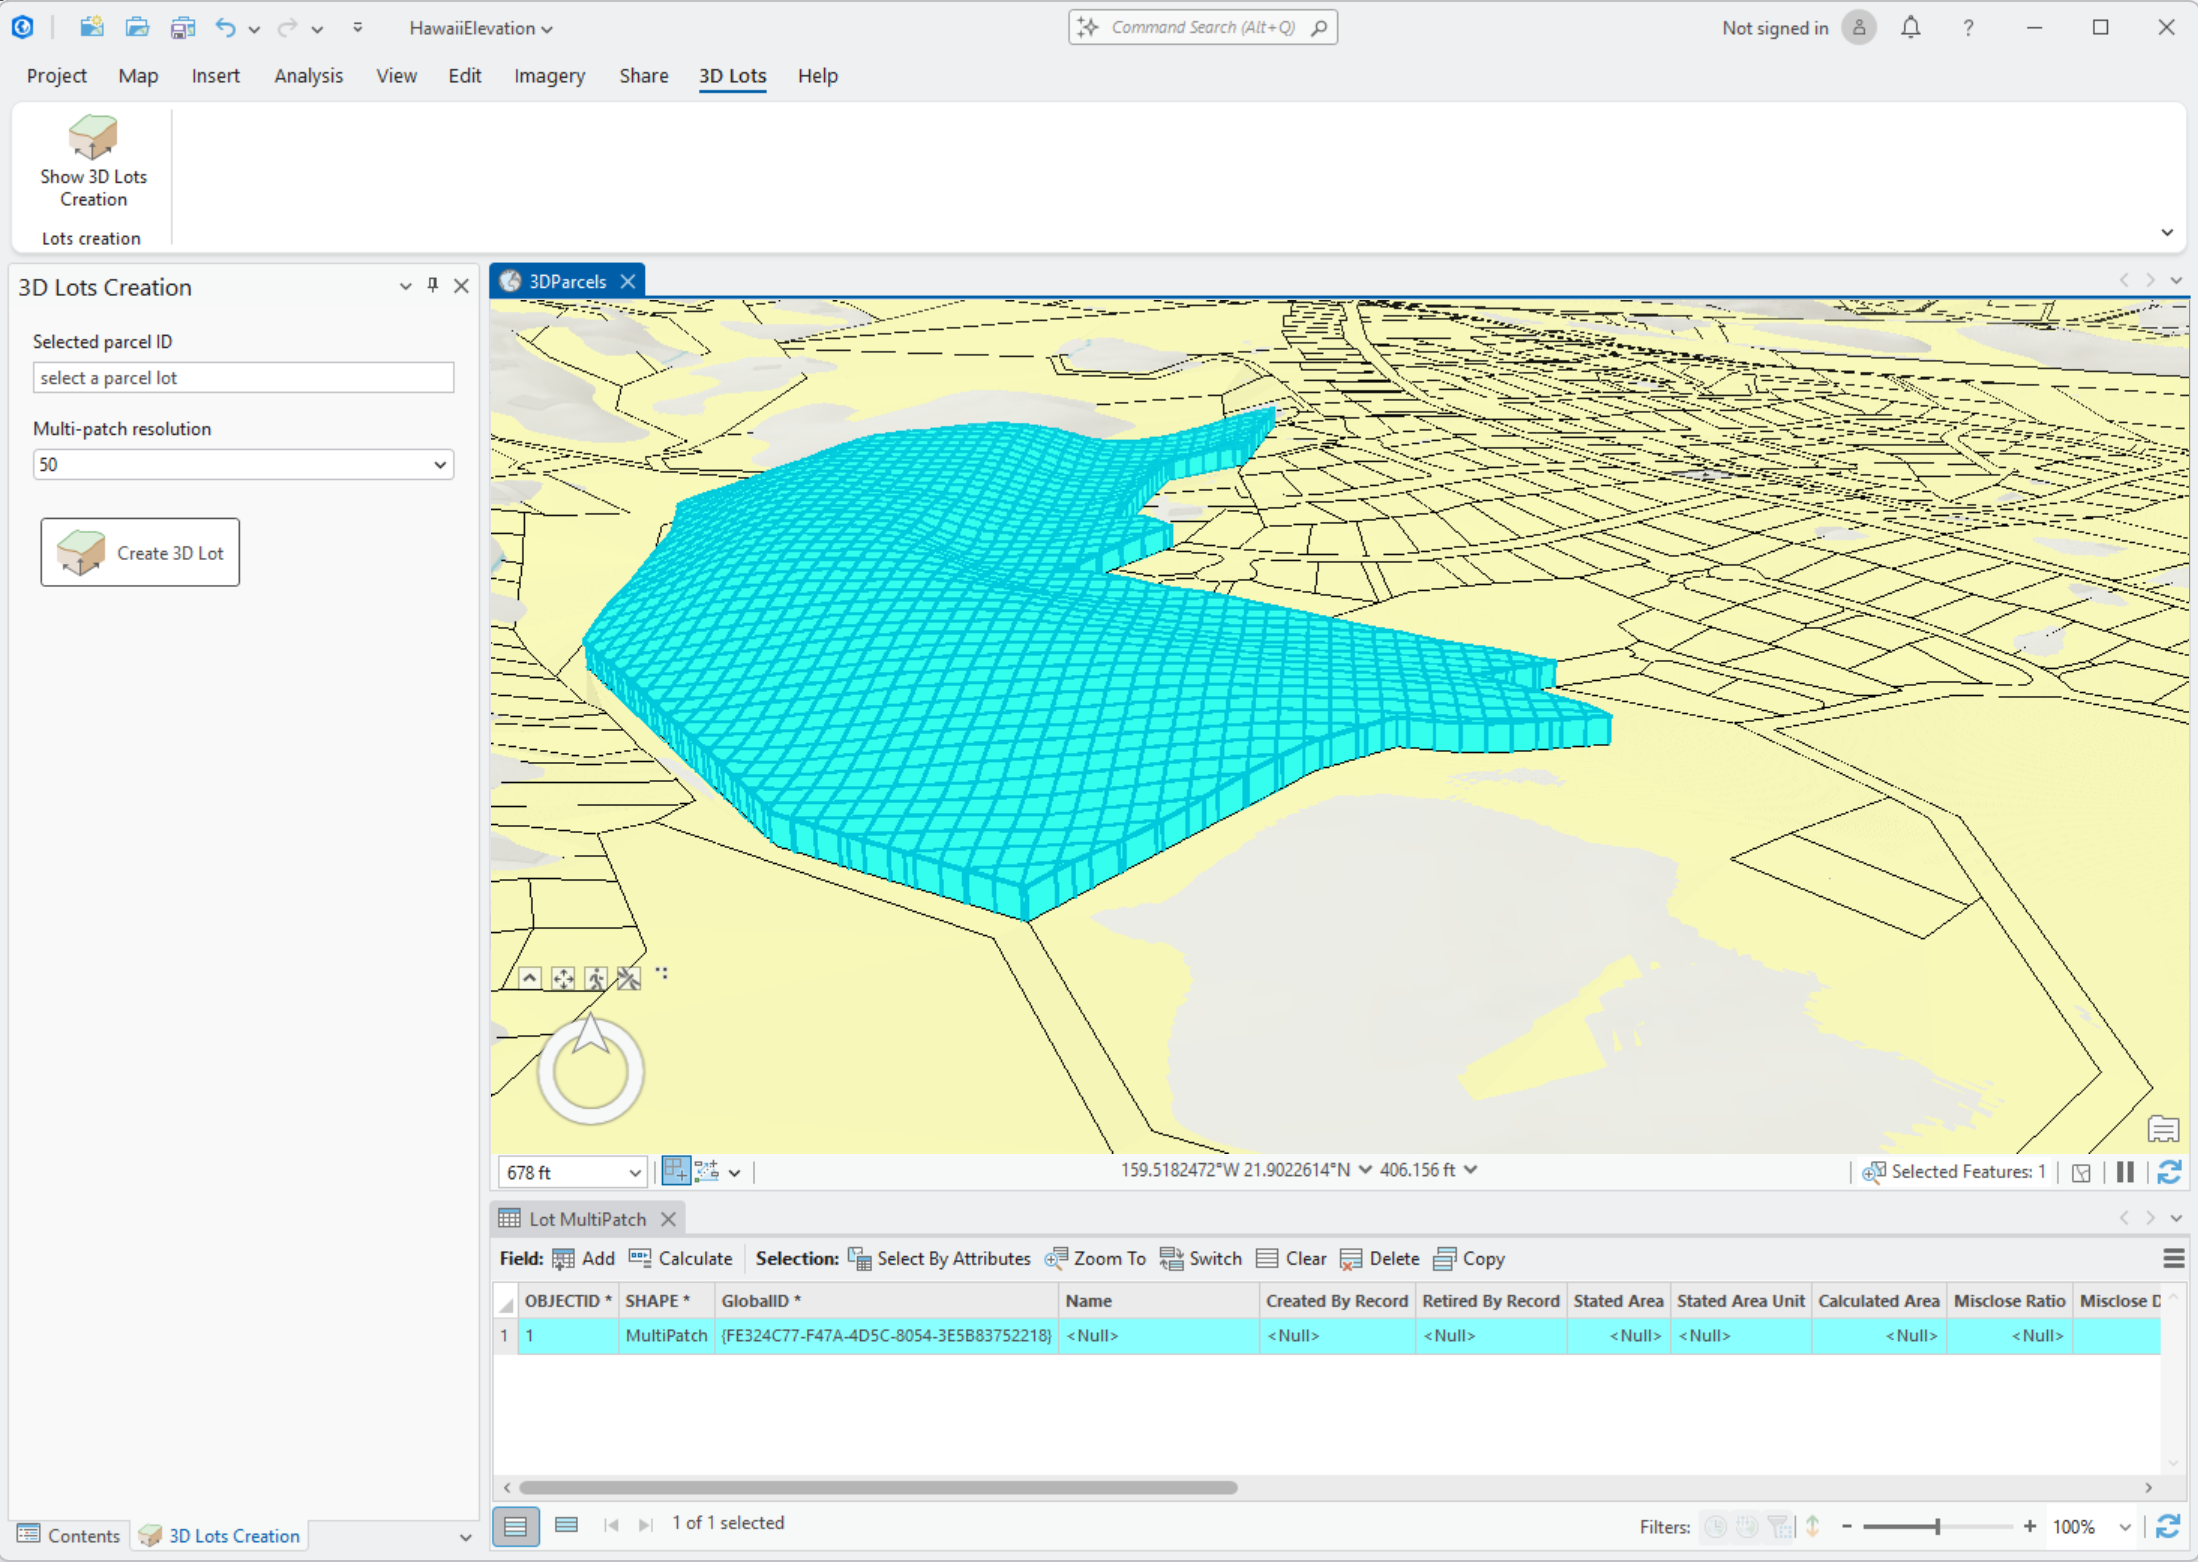 HawaiiElevation
Command Search (Alt+Q)
Not signed in
?
Project Map Insert Analysis View Edit Imagery Share 3D Lots Help
Show 3D Lots
Creation
Lots creation
3D Lots Creation
Selected parcel ID
select a parcel lot
Multi-patch resolution
50
Create 3D Lot
3DParcels
678 ft
159.5182472°W 21.9022614°N 406.156 ft
Selected Features: 1
Lot MultiPatch
Field: Add Calculate Selection: Select By Attributes Zoom To Switch Clear Delete Copy
OBJECTID * SHAPE * GlobalID * Name Created By Record Retired By Record Stated Area Stated Area Unit Calculated Area Misclose Ratio Misclose D
1 1 MultiPatch {FE324C77-F47A-4D5C-8054-3E5B83752218} <Null> <Null> <Null> <Null> <Null> <Null> <Null>
1 of 1 selected
Filters:
- + 100%
Contents 3D Lots Creation